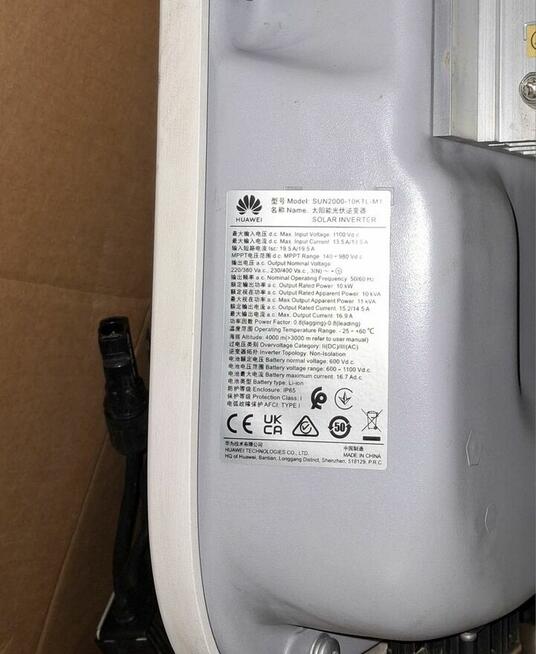 HUAWEI
型号 Model: SUN2000-10KTL-M1
名称 Name: 太阳能光伏逆变器
SOLAR INVERTER
最大输入电压 d.c. Max. Input Voltage: 1100 Vd.c.
最大输入电流 d.c. Max. Input Current: 13.5 A/13.5 A
输入短路电流 Isc: 19.5 A/19.5 A
MPPT电压范围 d.c. MPPT Range: 140 - 980 Vd.c.
输出电压 a.c. Output Nominal Voltage:
220/380 Va.c., 230/400 Va.c., 3(N)~
输出频率 a.c. Nominal Operating Frequency: 50/60 Hz
额定输出功率 a.c. Output Rated Power: 10 kW
额定视在功率 a.c. Output Rated Apparent Power: 10 kVA
最大视在功率 a.c. Max. Output Apparent Power: 11 kVA
额定输出电流 a.c. Output Rated Current: 15.2/14.5 A
最大输出电流 a.c. Max. Output Current: 16.9 A
功率因数 Power Factor: 0.8(lagging)-0.8(leading)
温度范围 Operating Temperature Range: - 25 ~ +60 ℃
海拔 Altitude: 4000 m(>3000 m refer to user manual)
过电压类别 Overvoltage Category: II(DC)/III(AC)
逆变器拓扑 Inverter Topology: Non-Isolation
电池额定电压 Battery normal voltage: 600 Vd.c.
电池电压范围 Battery voltage range: 600 ~ 1100 Vd.c.
电池最大电流 Battery maximum current: 16.7 Ad.c.
电池类型 Battery type: Li-ion
防护等级 Enclosure: IP65
保护等级 Protection Class: I
电弧故障保护 AFCI: TYPE I
CE UK CA 50
华为技术有限公司
HUAWEI TECHNOLOGIES CO., LTD.
HQ of Huawei, Bantian, Longgang District, Shenzhen, 518129, P.R.C
中国制造
MADE IN CHINA